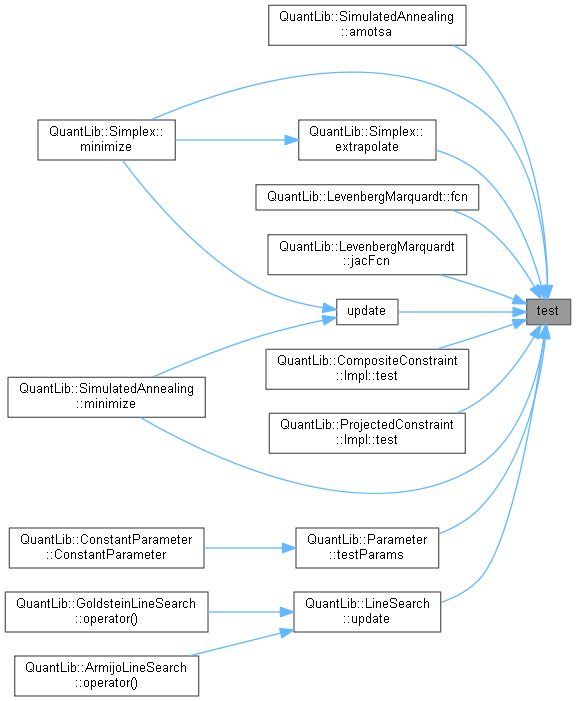 QuantLib::SimulatedAnnealing
::amotsa
QuantLib::Simplex::
minimize
QuantLib::Simplex::
extrapolate
QuantLib::LevenbergMarquardt::fcn
QuantLib::LevenbergMarquardt
::jacFcn
update
test
QuantLib::CompositeConstraint
::Impl::test
QuantLib::SimulatedAnnealing
::minimize
QuantLib::ProjectedConstraint
::Impl::test
QuantLib::ConstantParameter
::ConstantParameter
QuantLib::Parameter
::testParams
QuantLib::GoldsteinLineSearch
::operator()
QuantLib::LineSearch
::update
QuantLib::ArmijoLineSearch
::operator()